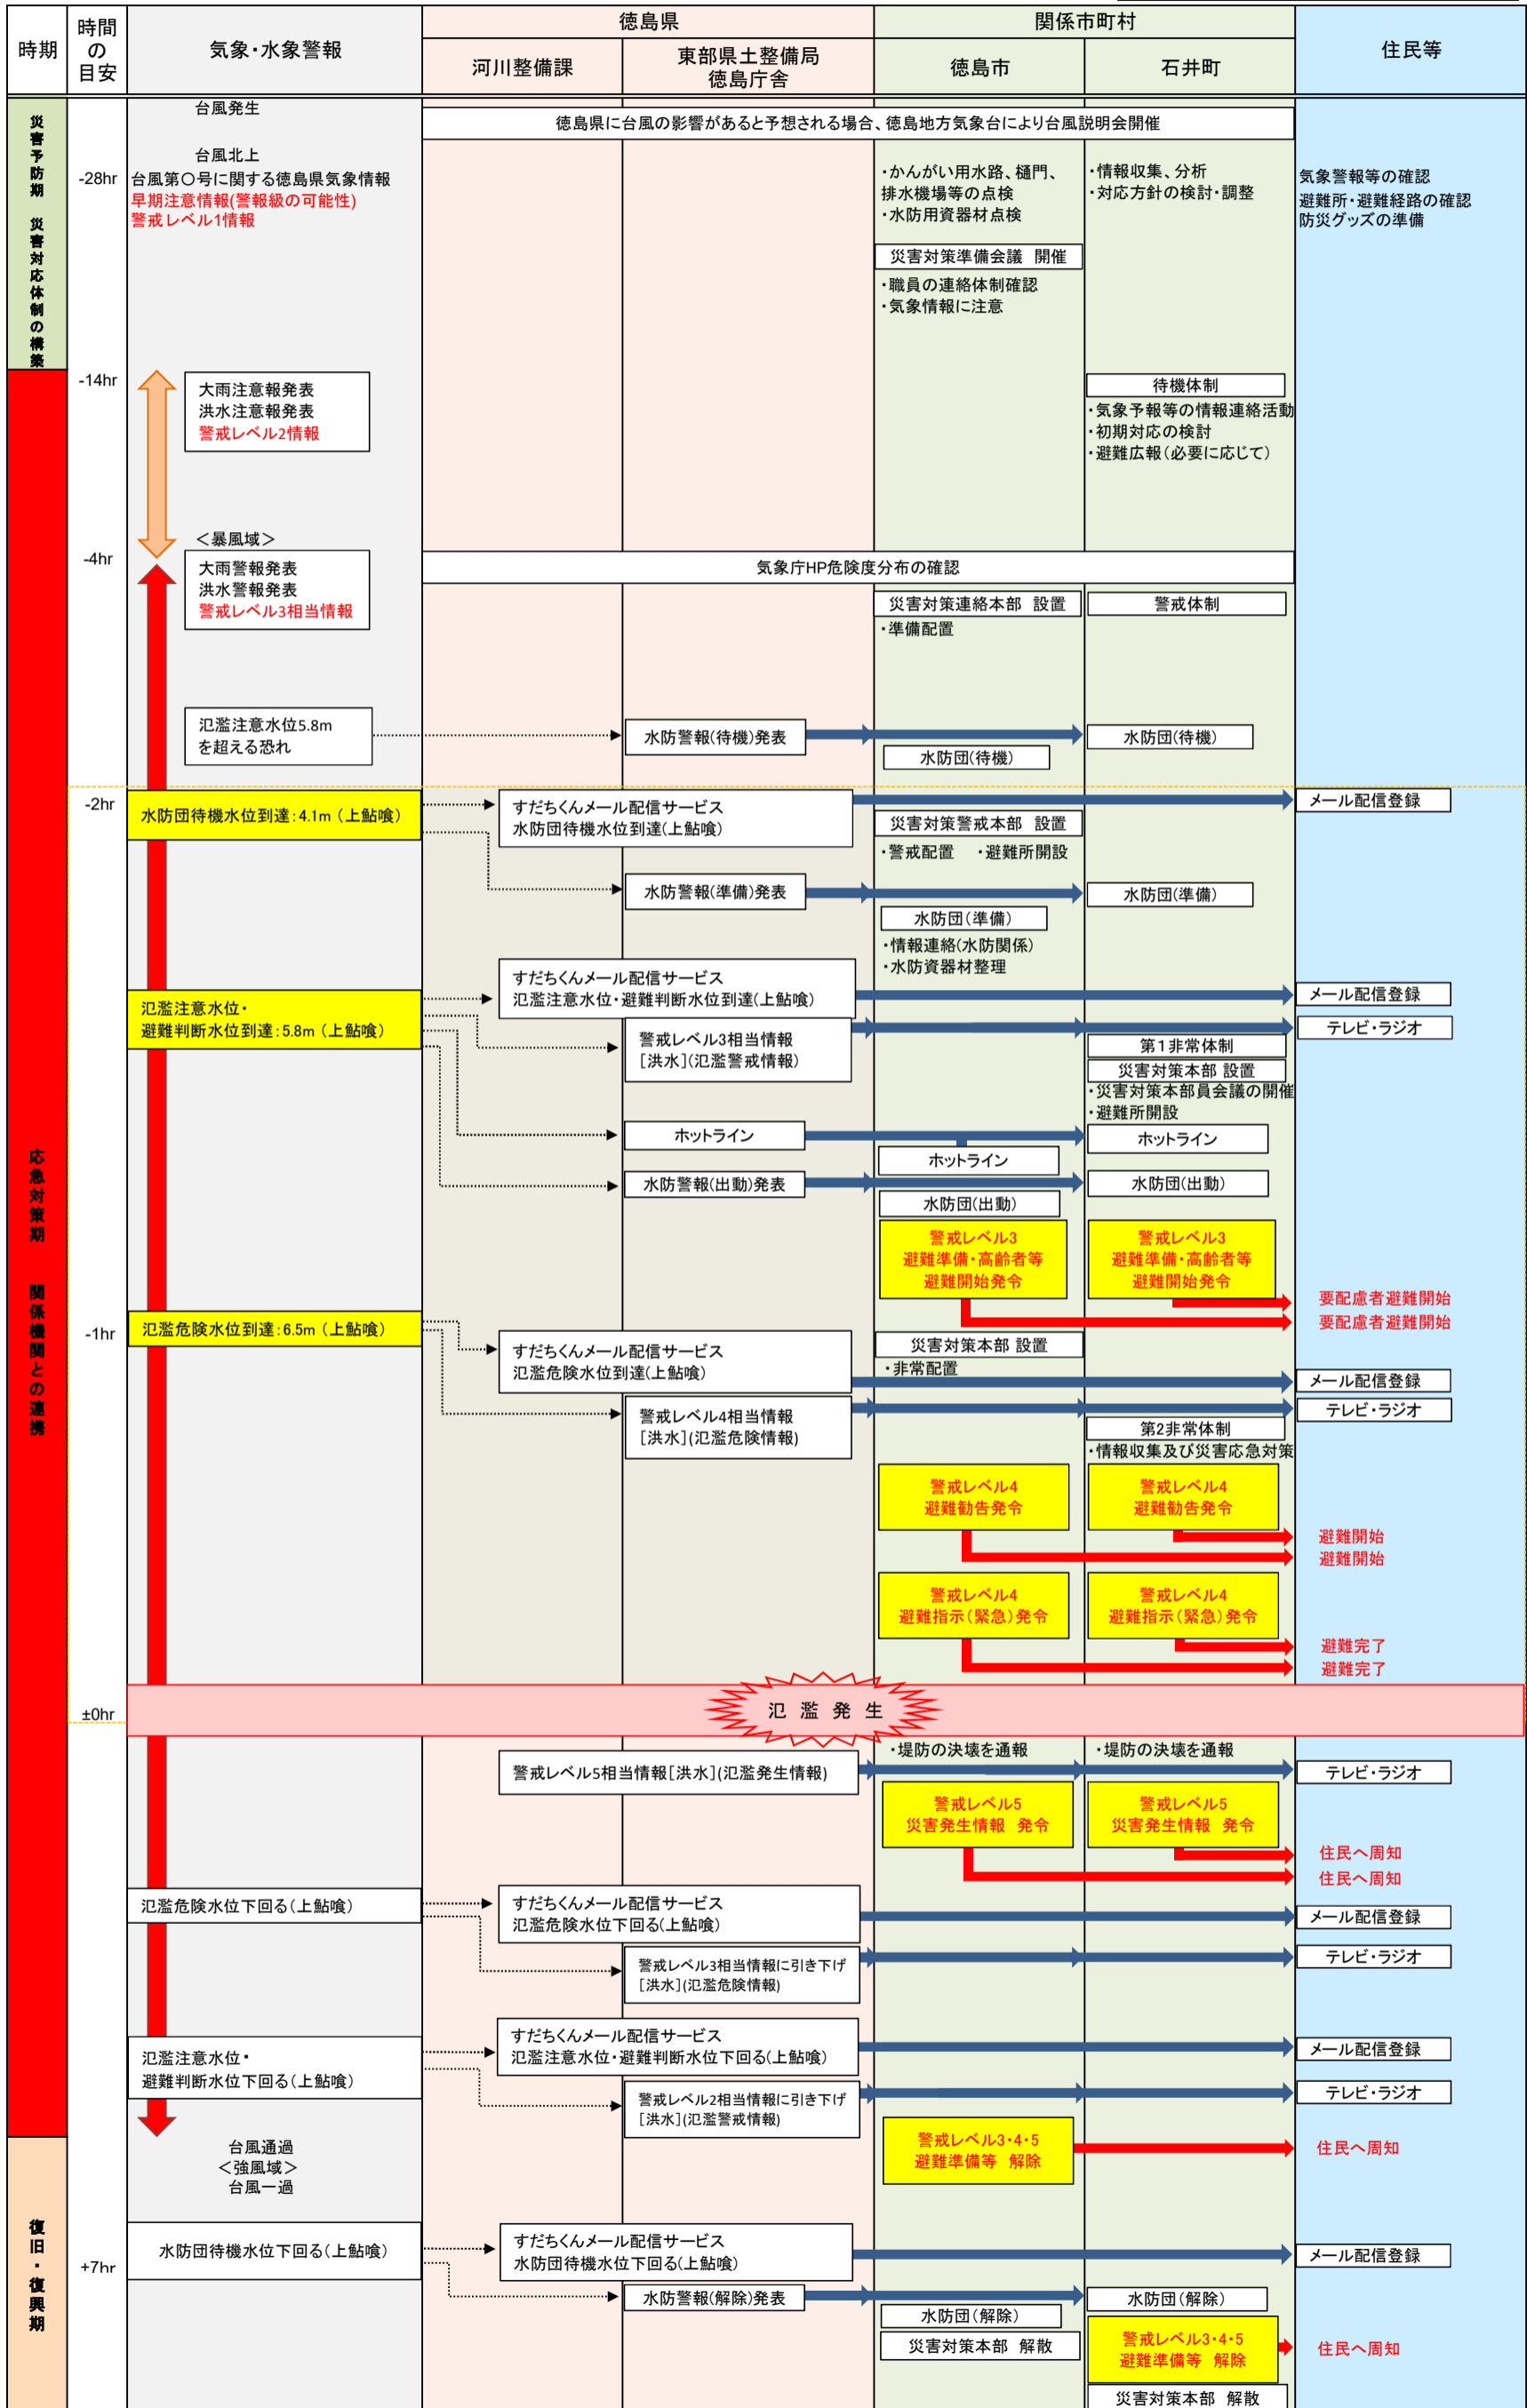 時期
時間
の
目安
気象・水象警報
徳島県
河川整備課
東部県土整備局
徳島庁舎
関係市町村
徳島市
石井町
住民等
災害予防期 災害対応体制の構築
台風発生
徳島県に台風の影響があると予想される場合、徳島地方気象台により台風説明会開催
台風北上
-28hr
台風第〇号に関する徳島県気象情報
早期注意情報(警報級の可能性)
警戒レベル1情報
・かんがい用水路、樋門、
排水機場等の点検
・水防用資器材点検
災害対策準備会議 開催
・職員の連絡体制確認
・気象情報に注意
・情報収集、分析
・対応方針の検討・調整
気象警報等の確認
避難所・避難経路の確認
防災グッズの準備
応急対策期 関係機関との連携
-14hr
大雨注意報発表
洪水注意報発表
警戒レベル2情報
待機体制
・気象予報等の情報連絡活動
・初期対応の検討
・避難広報(必要に応じて)
<暴風域>
-4hr
大雨警報発表
洪水警報発表
警戒レベル3相当情報
気象庁HP危険度分布の確認
災害対策連絡本部 設置
・準備配置
警戒体制
氾濫注意水位5.8m
を超える恐れ
水防警報(待機)発表
水防団(待機)
水防団(待機)
-2hr
水防団待機水位到達:4.1m (上鮎喰)
すだちくんメール配信サービス
水防団待機水位到達(上鮎喰)
メール配信登録
災害対策警戒本部 設置
・警戒配置 ・避難所開設
水防警報(準備)発表
水防団(準備)
水防団(準備)
・情報連絡(水防関係)
・水防資器材整理
氾濫注意水位・
避難判断水位到達:5.8m (上鮎喰)
すだちくんメール配信サービス
氾濫注意水位・避難判断水位到達(上鮎喰)
メール配信登録
警戒レベル3相当情報
[洪水](氾濫警戒情報)
テレビ・ラジオ
第1非常体制
災害対策本部 設置
・災害対策本部員会議の開催
・避難所開設
ホットライン
ホットライン
ホットライン
水防警報(出動)発表
水防団(出動)
水防団(出動)
警戒レベル3
避難準備・高齢者等
避難開始発令
警戒レベル3
避難準備・高齢者等
避難開始発令
要配慮者避難開始
要配慮者避難開始
-1hr
氾濫危険水位到達:6.5m (上鮎喰)
すだちくんメール配信サービス
氾濫危険水位到達(上鮎喰)
災害対策本部 設置
・非常配置
メール配信登録
警戒レベル4相当情報
[洪水](氾濫危険情報)
テレビ・ラジオ
第2非常体制
・情報収集及び災害応急対策
警戒レベル4
避難勧告発令
警戒レベル4
避難勧告発令
避難開始
避難開始
警戒レベル4
避難指示(緊急)発令
警戒レベル4
避難指示(緊急)発令
避難完了
避難完了
±0hr
氾 濫 発 生
・堤防の決壊を通報
・堤防の決壊を通報
警戒レベル5相当情報[洪水](氾濫発生情報)
テレビ・ラジオ
警戒レベル5
災害発生情報 発令
警戒レベル5
災害発生情報 発令
住民へ周知
住民へ周知
氾濫危険水位下回る(上鮎喰)
すだちくんメール配信サービス
氾濫危険水位下回る(上鮎喰)
メール配信登録
警戒レベル3相当情報に引き下げ
[洪水](氾濫危険情報)
テレビ・ラジオ
氾濫注意水位・
避難判断水位下回る(上鮎喰)
すだちくんメール配信サービス
氾濫注意水位・避難判断水位下回る(上鮎喰)
メール配信登録
警戒レベル2相当情報に引き下げ
[洪水](氾濫警戒情報)
テレビ・ラジオ
警戒レベル3・4・5
避難準備等 解除
住民へ周知
台風通過
<強風域>
台風一過
復旧・復興期
+7hr
水防団待機水位下回る(上鮎喰)
すだちくんメール配信サービス
水防団待機水位下回る(上鮎喰)
メール配信登録
水防警報(解除)発表
水防団(解除)
水防団(解除)
災害対策本部 解散
警戒レベル3・4・5
避難準備等 解除
住民へ周知
災害対策本部 解散